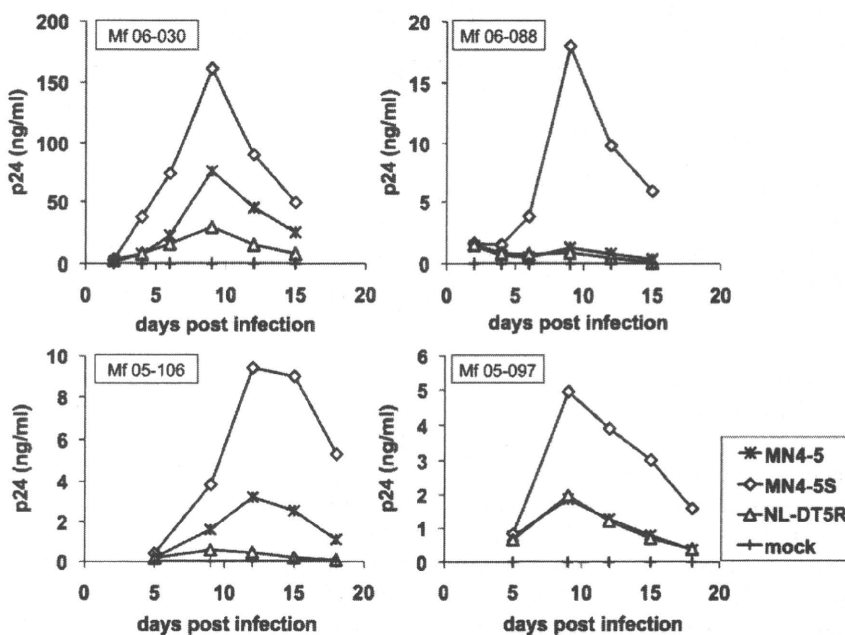 Mf 06-030
200
150
100
50
0
p24 (ng/ml)
0 5 10 15 20
days post infection
Mf 06-088
20
15
10
5
0
p24 (ng/ml)
0 5 10 15 20
days post infection
Mf 05-106
10
8
6
4
2
0
p24 (ng/ml)
0 5 10 15 20
days post infection
Mf 05-097
6
5
4
3
2
1
0
p24 (ng/ml)
0 5 10 15 20
days post infection
MN4-5
MN4-5S
NL-DT5R
mock